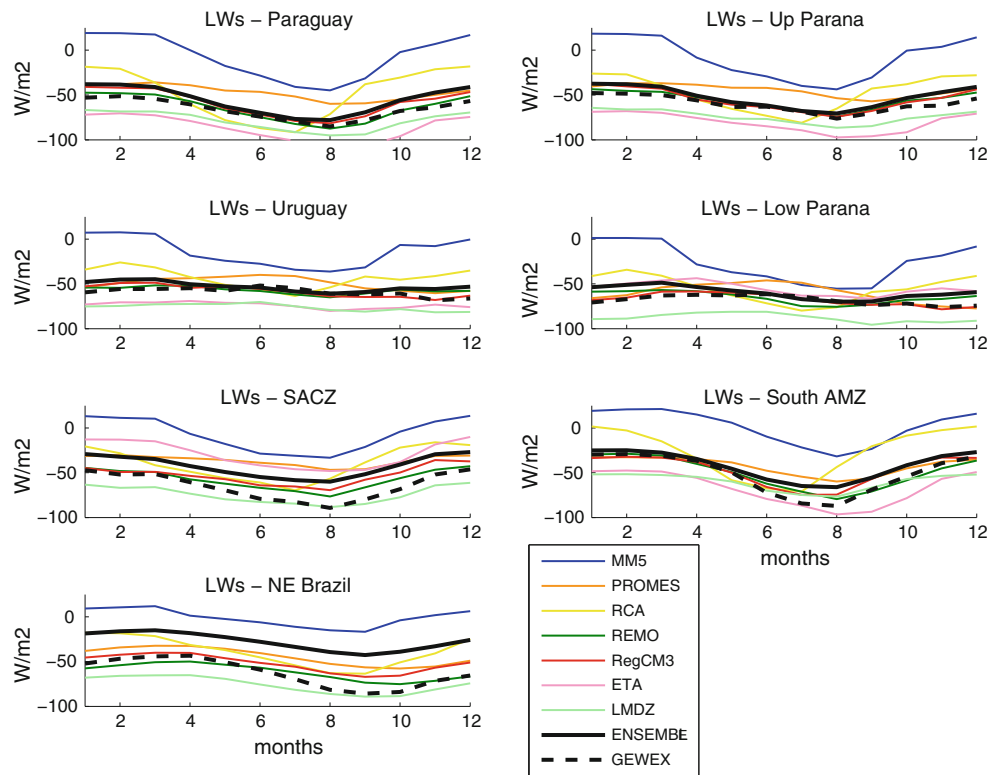 LWs − Paraguay
W/m2
0
−50
−100
2 4 6 8 10 12
LWs − Up Parana
W/m2
0
−50
−100
2 4 6 8 10 12
LWs − Uruguay
W/m2
0
−50
−100
2 4 6 8 10 12
LWs − Low Parana
W/m2
0
−50
−100
2 4 6 8 10 12
LWs − SACZ
W/m2
0
−50
−100
2 4 6 8 10 12
LWs − South AMZ
W/m2
0
−50
−100
2 4 6 8 10 12
months
LWs − NE Brazil
W/m2
0
−50
−100
2 4 6 8 10 12
months
MM5
PROMES
RCA
REMO
RegCM3
ETA
LMDZ
ENSEMBLE
GEWEX